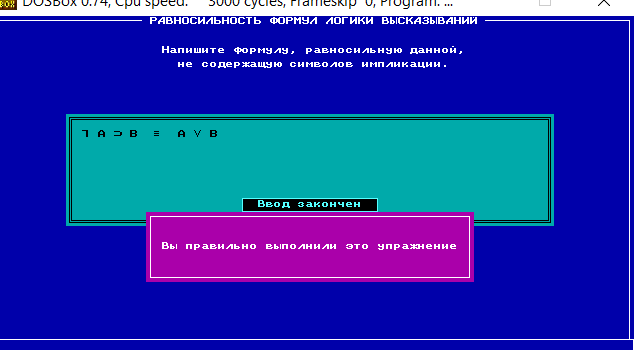 DOSBox 0.74, Cpu speed: 3000 cycles, Frameskip 0, Program: ...
РАВНОСИЛЬНОСТЬ ФОРМУЛ ЛОГИКИ ВЫСКАЗЫВАНИЙ
Напишите формулу, равносильную данной,
не содержащую символов импликации.
⅂ A ⊃ B ≡ A ∨ B
Ввод закончен
Вы правильно выполнили это упражнение